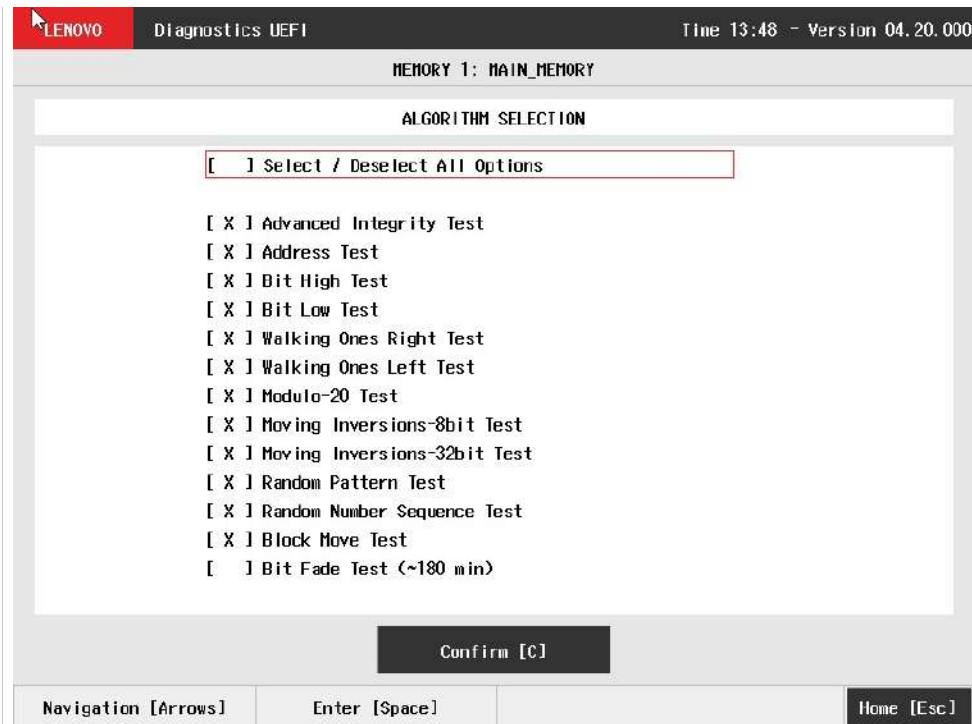 LENOVO Diagnostics UEFI Time 13:48 - Version 04.20.000
MEMORY 1: MAIN_MEMORY
ALGORITHM SELECTION
[   ] Select / Deselect All Options
[ X ] Advanced Integrity Test
[ X ] Address Test
[ X ] Bit High Test
[ X ] Bit Low Test
[ X ] Walking Ones Right Test
[ X ] Walking Ones Left Test
[ X ] Modulo-20 Test
[ X ] Moving Inversions-8bit Test
[ X ] Moving Inversions-32bit Test
[ X ] Random Pattern Test
[ X ] Random Number Sequence Test
[ X ] Block Move Test
[   ] Bit Fade Test (~180 min)
Confirm [C]
Navigation [Arrows] Enter [Space] Home [Esc]